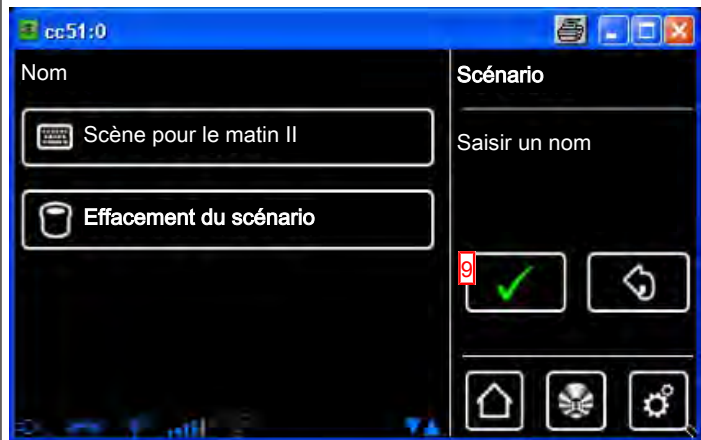 cc51:0
Nom
Scène pour le matin II
Effacement du scénario
Scénario
Saisir un nom
9